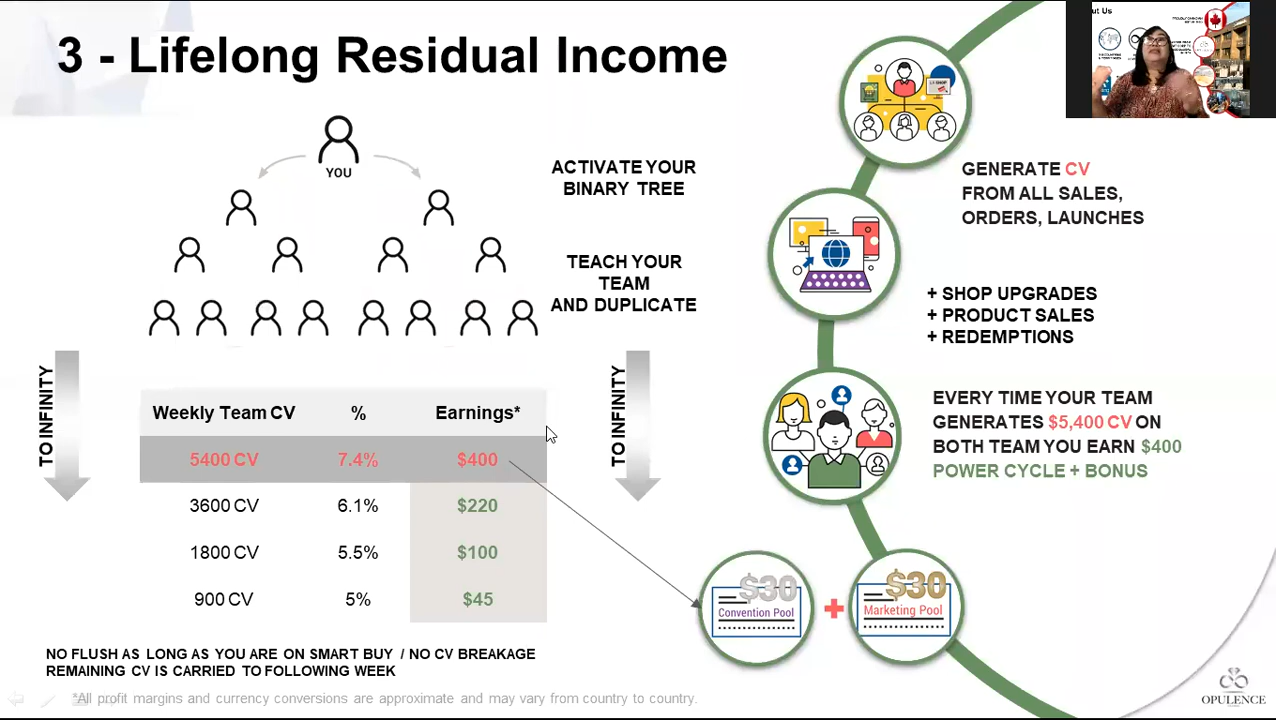 3 - Lifelong Residual Income
YOU
ACTIVATE YOUR
BINARY TREE
TEACH YOUR
TEAM
AND DUPLICATE
TO INFINITY
TO INFINITY
Weekly Team CV % Earnings*
5400 CV 7.4% $400
3600 CV 6.1% $220
1800 CV 5.5% $100
900 CV 5% $45
NO FLUSH AS LONG AS YOU ARE ON SMART BUY / NO CV BREAKAGE
REMAINING CV IS CARRIED TO FOLLOWING WEEK
*All profit margins and currency conversions are approximate and may vary from country to country.
GENERATE CV
FROM ALL SALES,
ORDERS, LAUNCHES
+ SHOP UPGRADES
+ PRODUCT SALES
+ REDEMPTIONS
EVERY TIME YOUR TEAM
GENERATES $5,400 CV ON
BOTH TEAM YOU EARN $400
POWER CYCLE + BONUS
$30
Convention Pool
+
$30
Marketing Pool
OPULENCE
ut Us